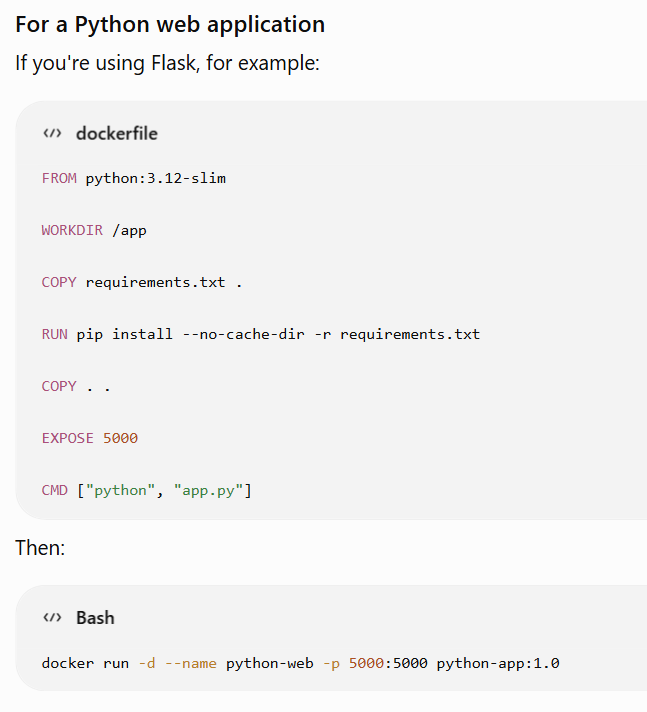 For a Python web application
If you're using Flask, for example:
</> dockerfile
FROM python:3.12-slim
WORKDIR /app
COPY requirements.txt .
RUN pip install --no-cache-dir -r requirements.txt
COPY . .
EXPOSE 5000
CMD ["python", "app.py"]
Then:
</> Bash
docker run -d --name python-web -p 5000:5000 python-app:1.0